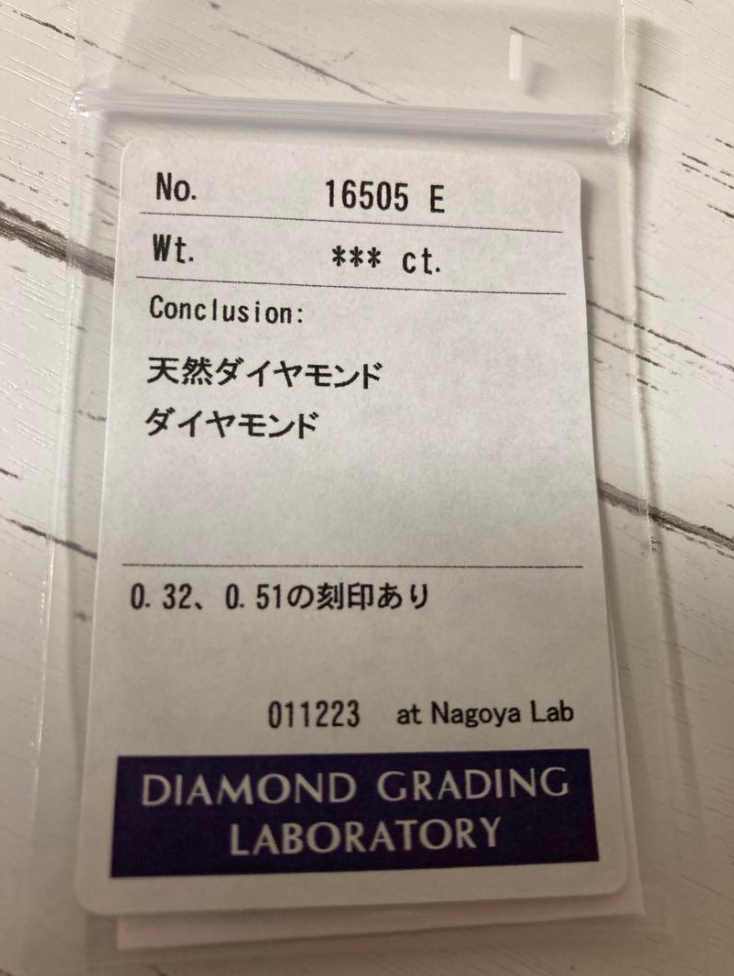 No. 16505 E
Wt. *** ct.
Conclusion:
天然ダイヤモンド
ダイヤモンド
0.32、0.51の刻印あり
011223 at Nagoya Lab
DIAMOND GRADING
LABORATORY